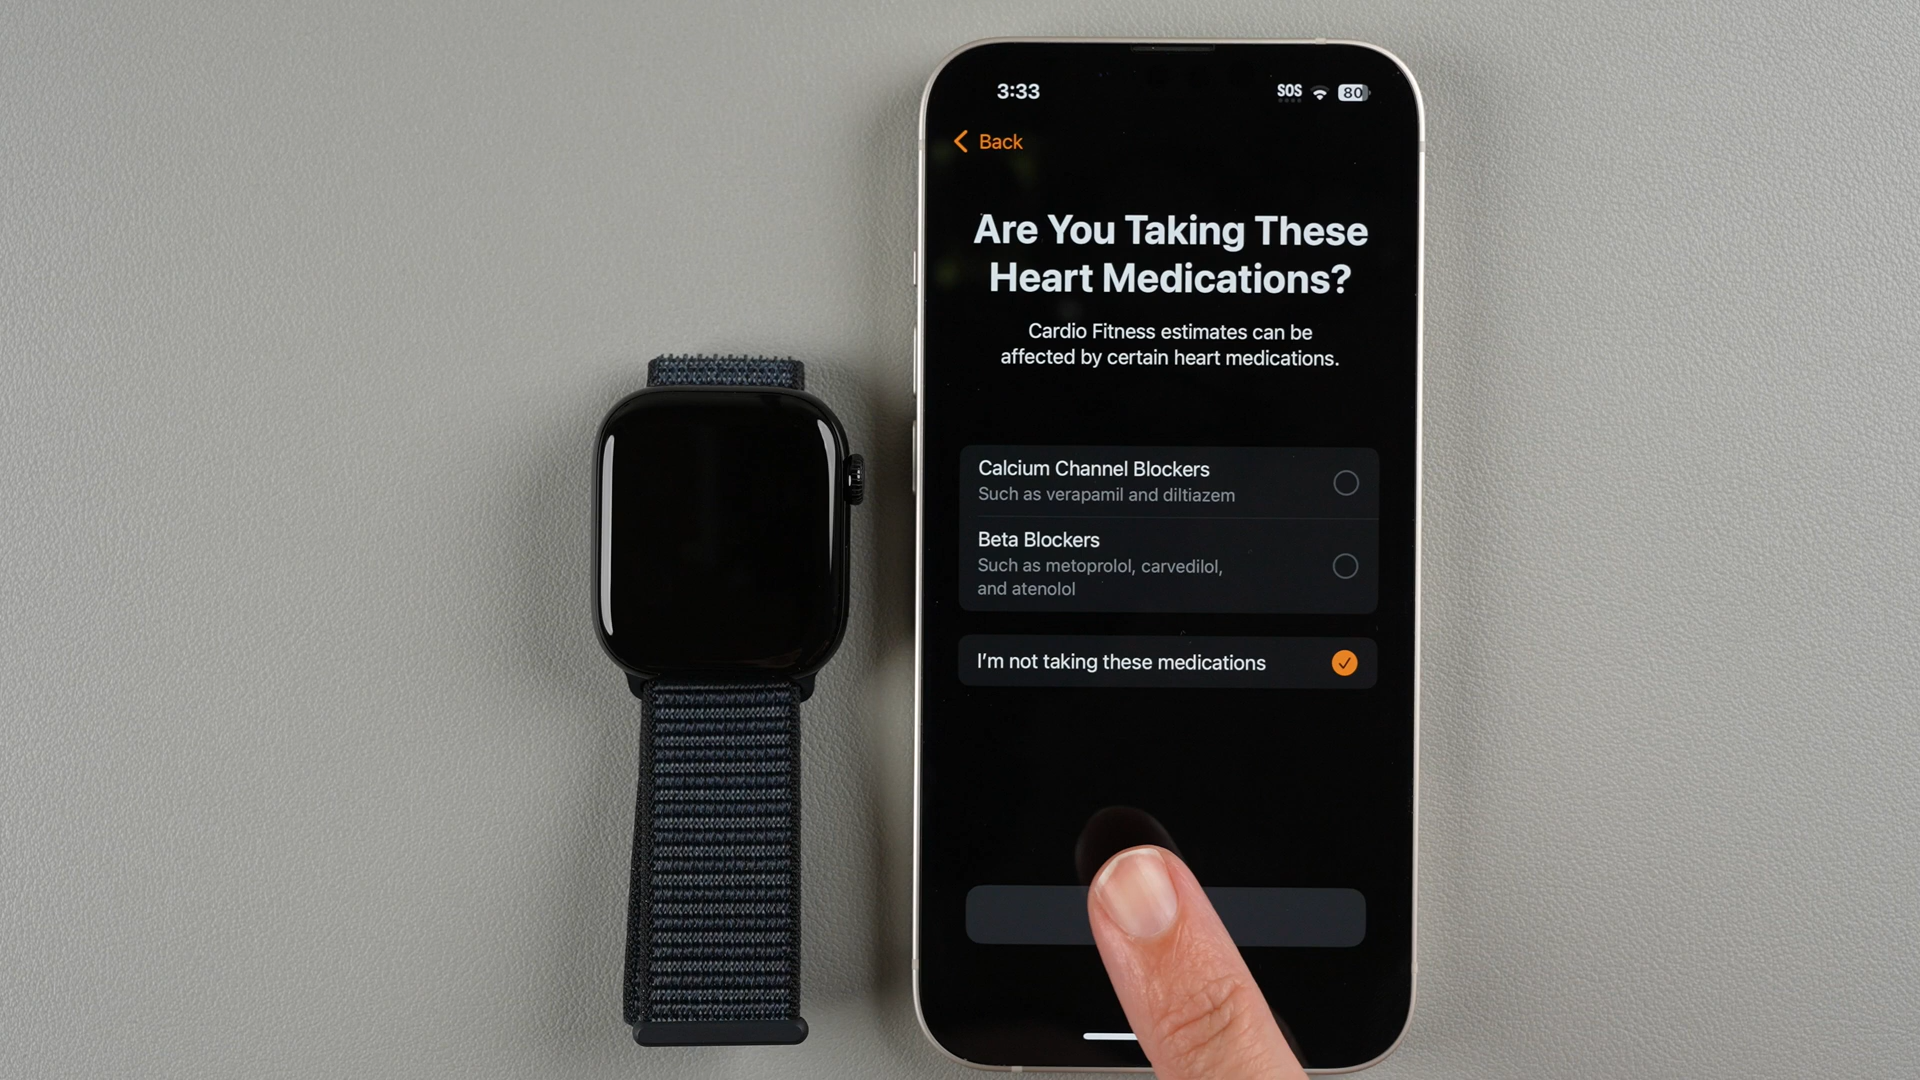 3:33
SOS
80
Back
Are You Taking These
Heart Medications?
Cardio Fitness estimates can be
affected by certain heart medications.
Calcium Channel Blockers
Such as verapamil and diltiazem
Beta Blockers
Such as metoprolol, carvedilol,
and atenolol
I'm not taking these medications